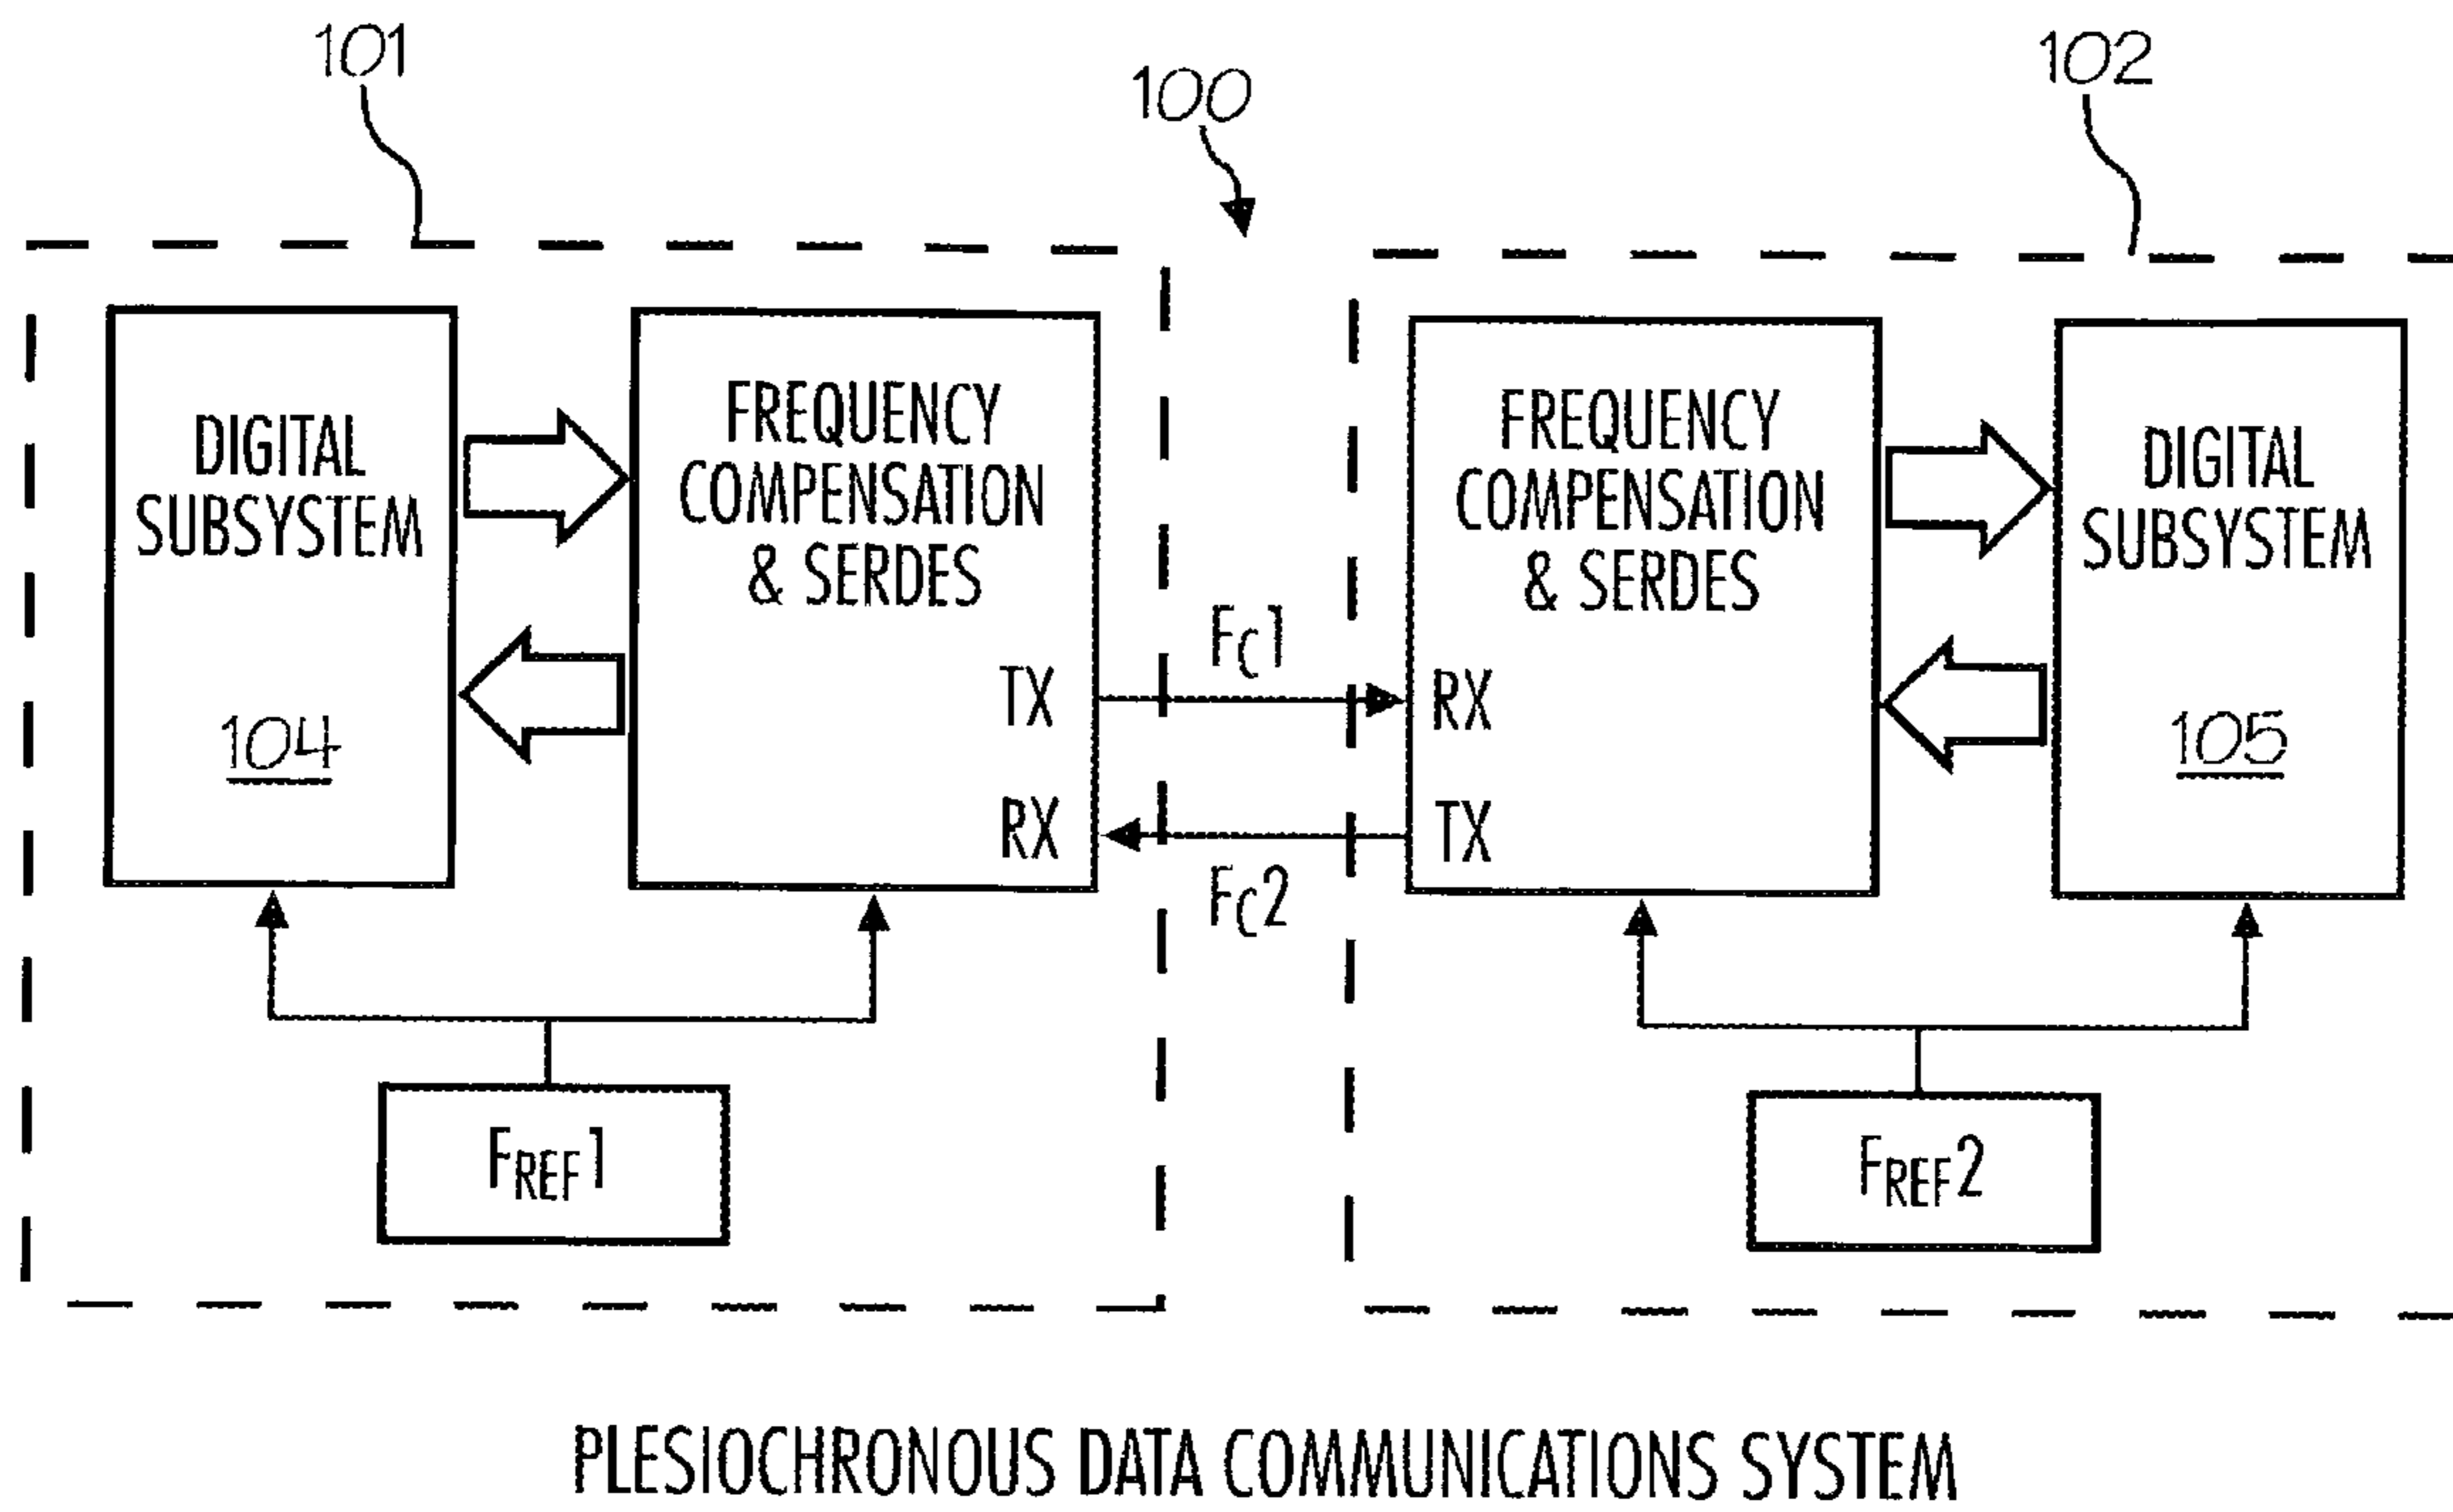 101
100
102
DIGITAL
SUBSYSTEM
104
FREQUENCY
COMPENSATION
& SERDES
TX
RX
FC1
FC2
FREQUENCY
COMPENSATION
& SERDES
RX
TX
DIGITAL
SUBSYSTEM
105
FREF1
FREF2
PLESIOCHRONOUS DATA COMMUNICATIONS SYSTEM